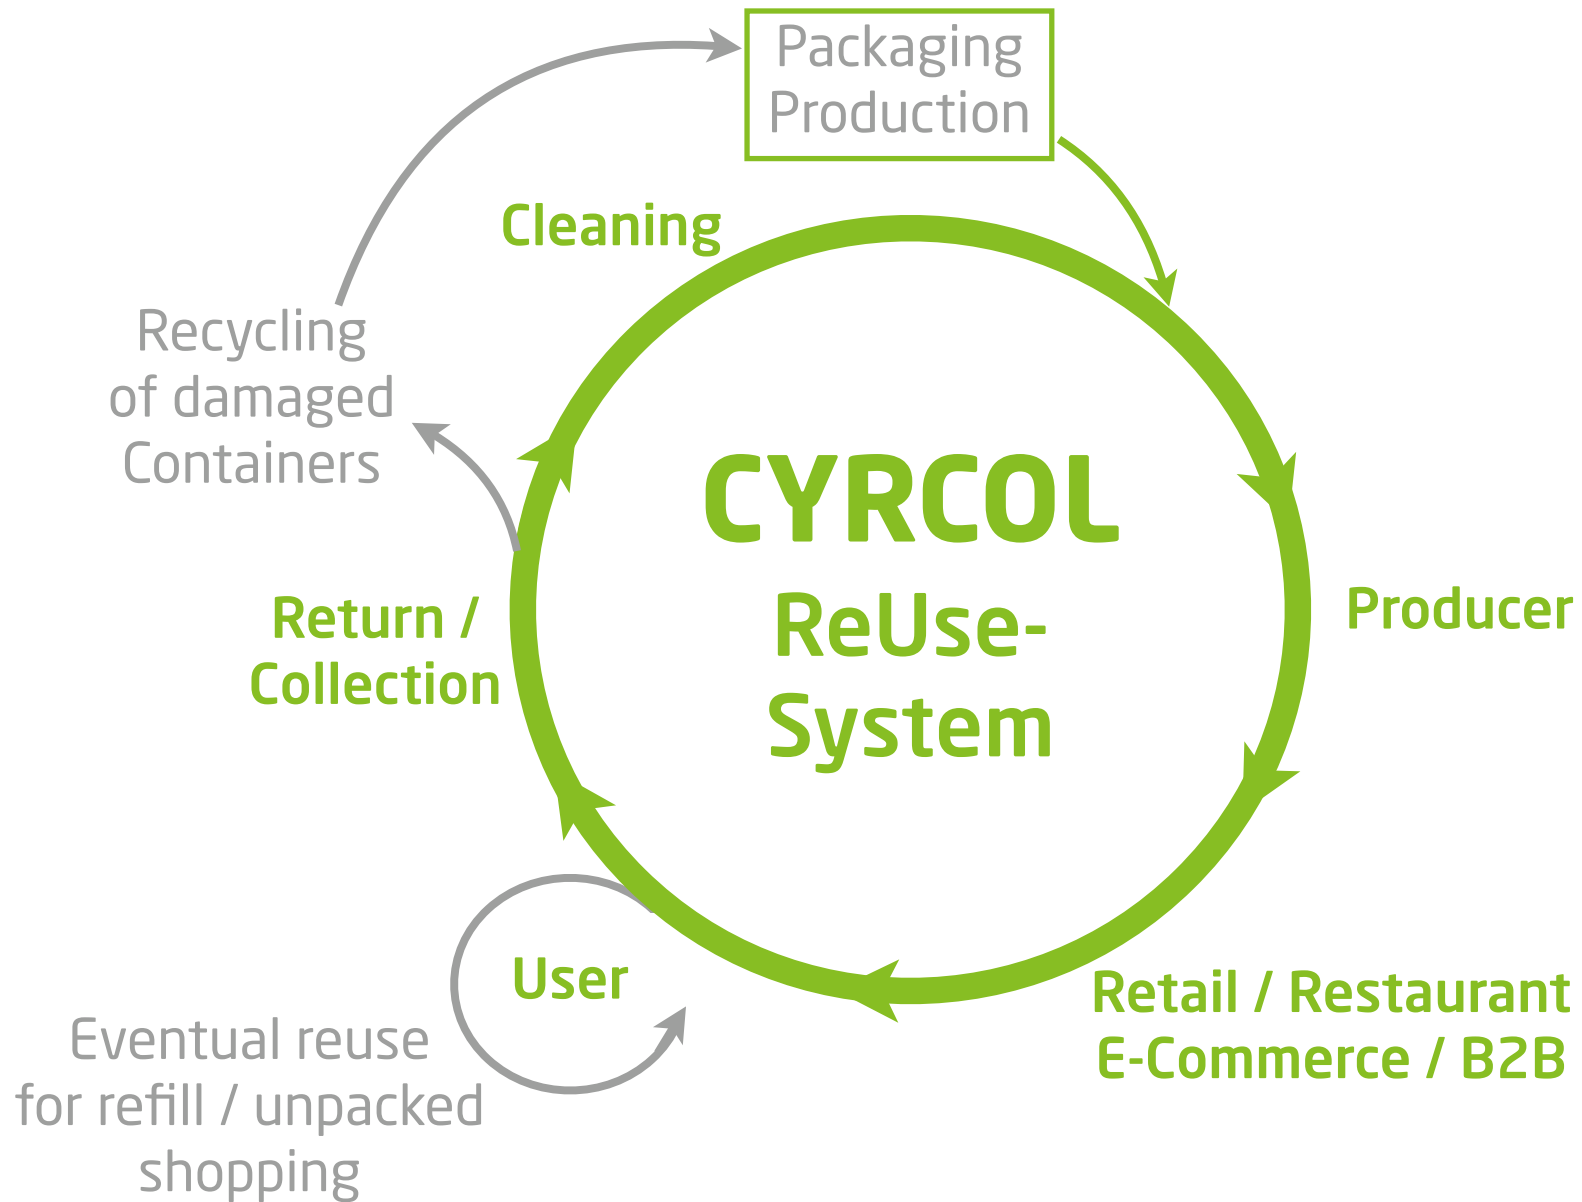 Packaging
Production
Cleaning
Recycling
of damaged
Containers
CYRCOL
ReUse-
System
Return /
Collection
Producer
User
Retail / Restaurant
E-Commerce / B2B
Eventual reuse
for refill / unpacked
shopping